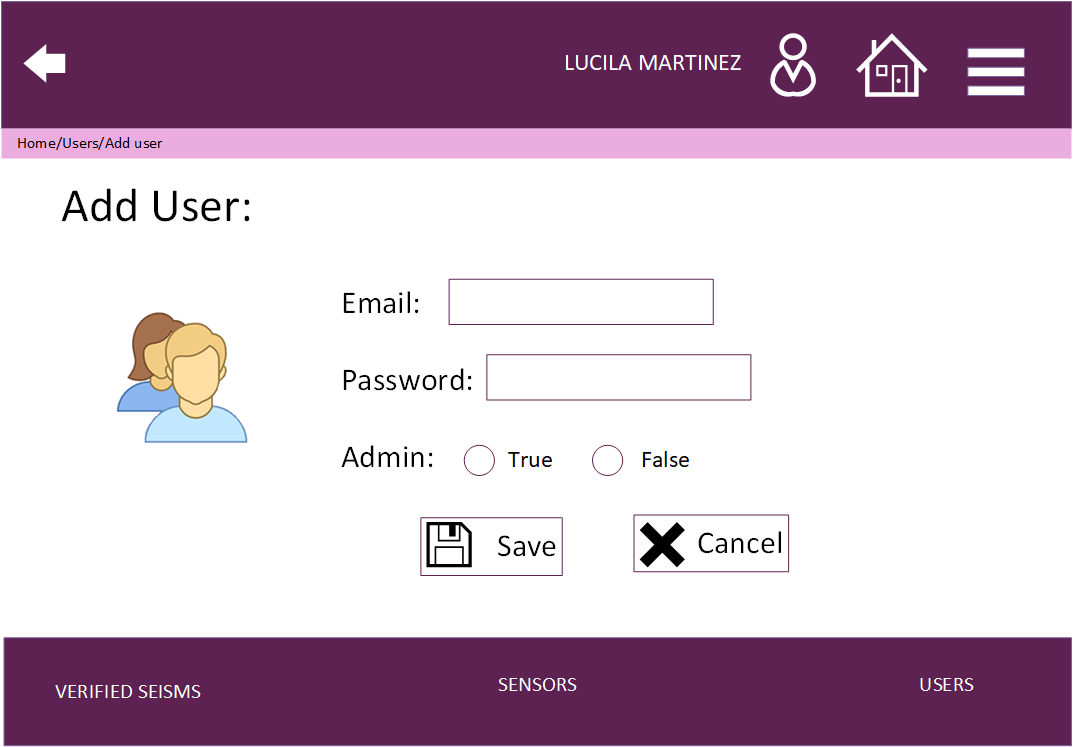 LUCILA MARTINEZ
Home/Users/Add user
Add User:
Email:
Password:
Admin: True False
Save Cancel
VERIFIED SEISMS SENSORS USERS